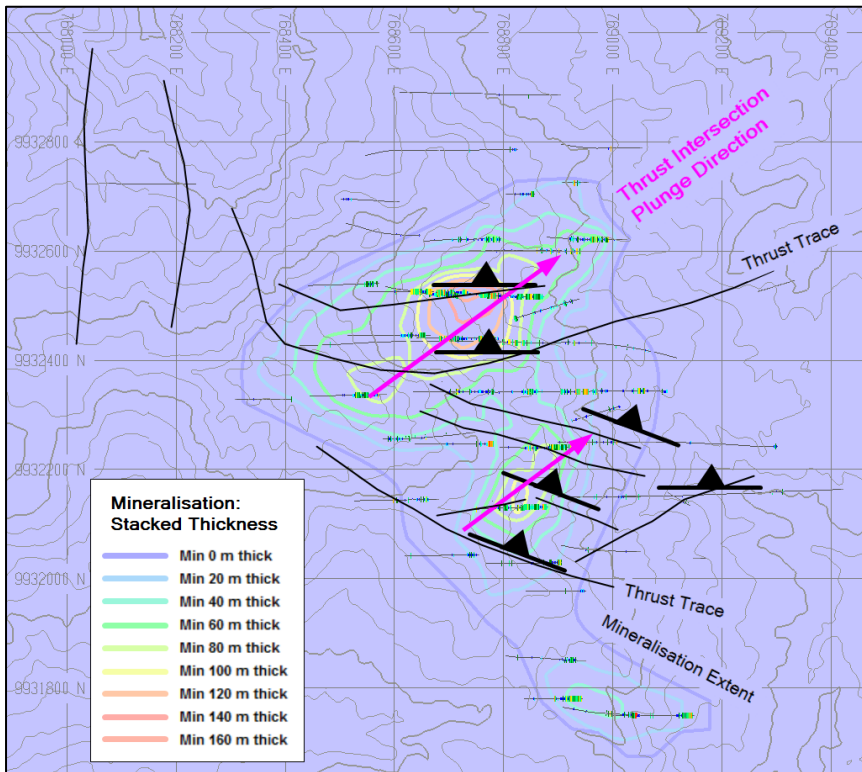 768000 E
768200 E
768400 E
768600 E
768800 E
769000 E
769200 E
769400 E
9932800 N
9932600 N
9932400 N
9932200 N
9932000 N
9931800 N
Thrust Intersection
Plunge Direction
Thrust Trace
Thrust Trace
Mineralisation Extent
Mineralisation:
Stacked Thickness
Min 0 m thick
Min 20 m thick
Min 40 m thick
Min 60 m thick
Min 80 m thick
Min 100 m thick
Min 120 m thick
Min 140 m thick
Min 160 m thick